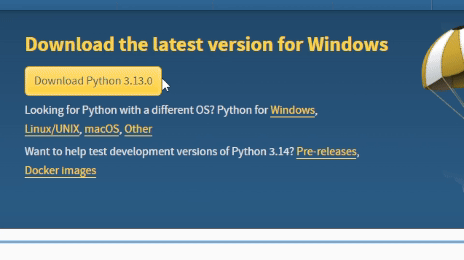 Download the latest version for Windows
Download Python 3.13.0
Looking for Python with a different OS? Python for Windows,
Linux/UNIX, macOS, Other
Want to help test development versions of Python 3.14? Pre-releases,
Docker images